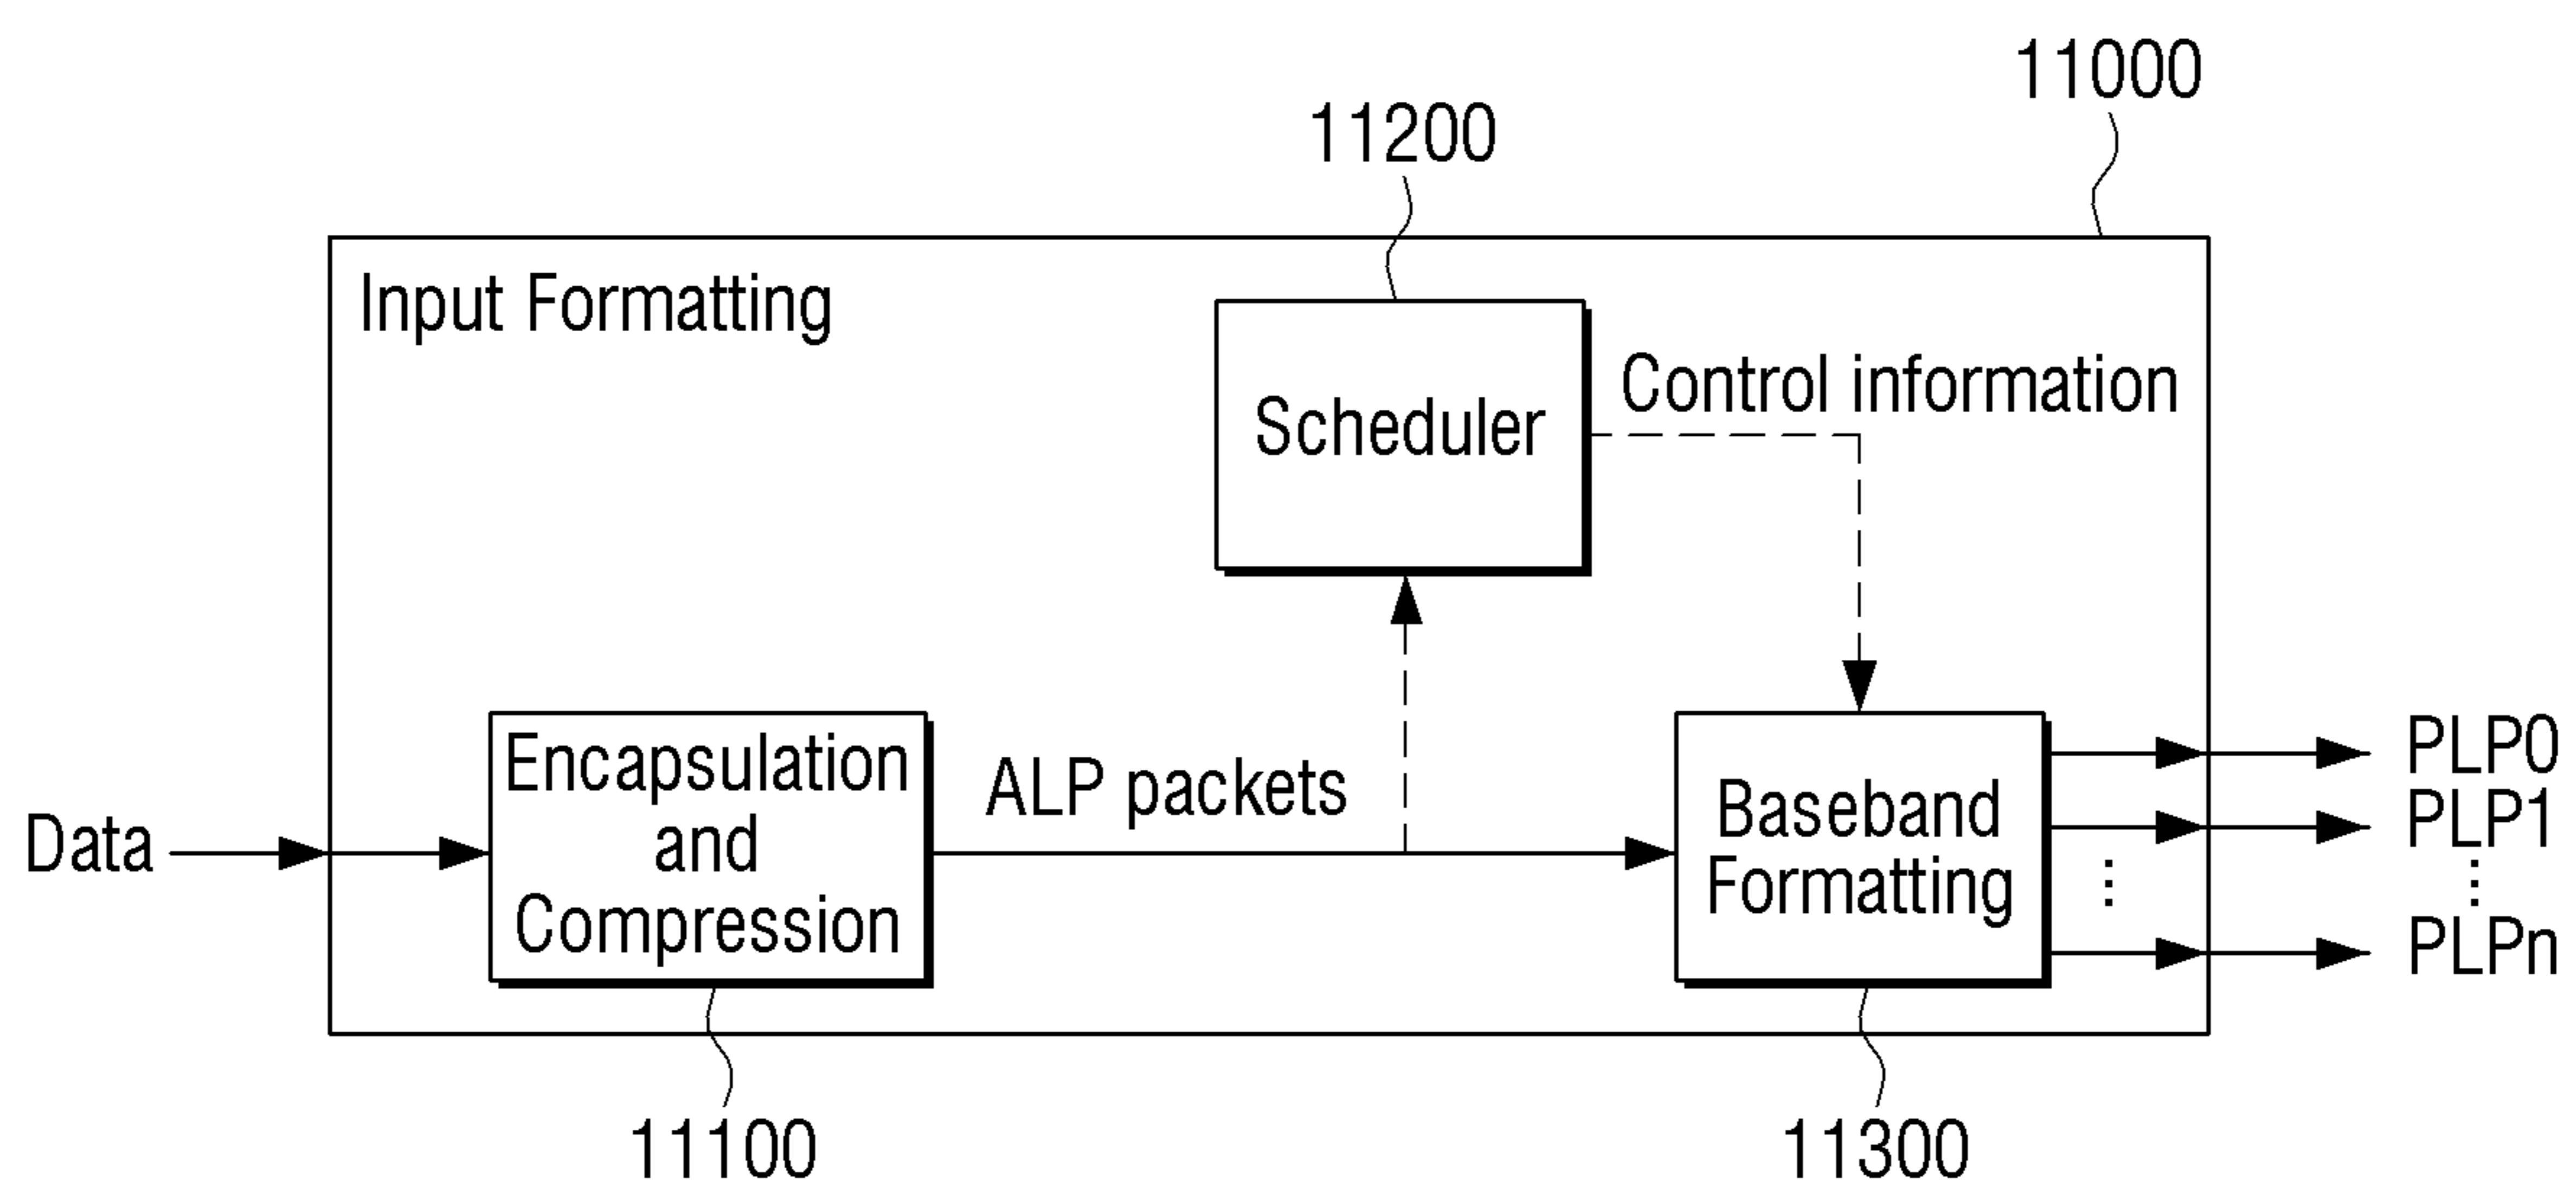 11000
11200
Input Formatting
Scheduler
Control information
Encapsulation
and
Compression
ALP packets
Data
Baseband
Formatting
PLP0
PLP1
PLPn
11100
11300